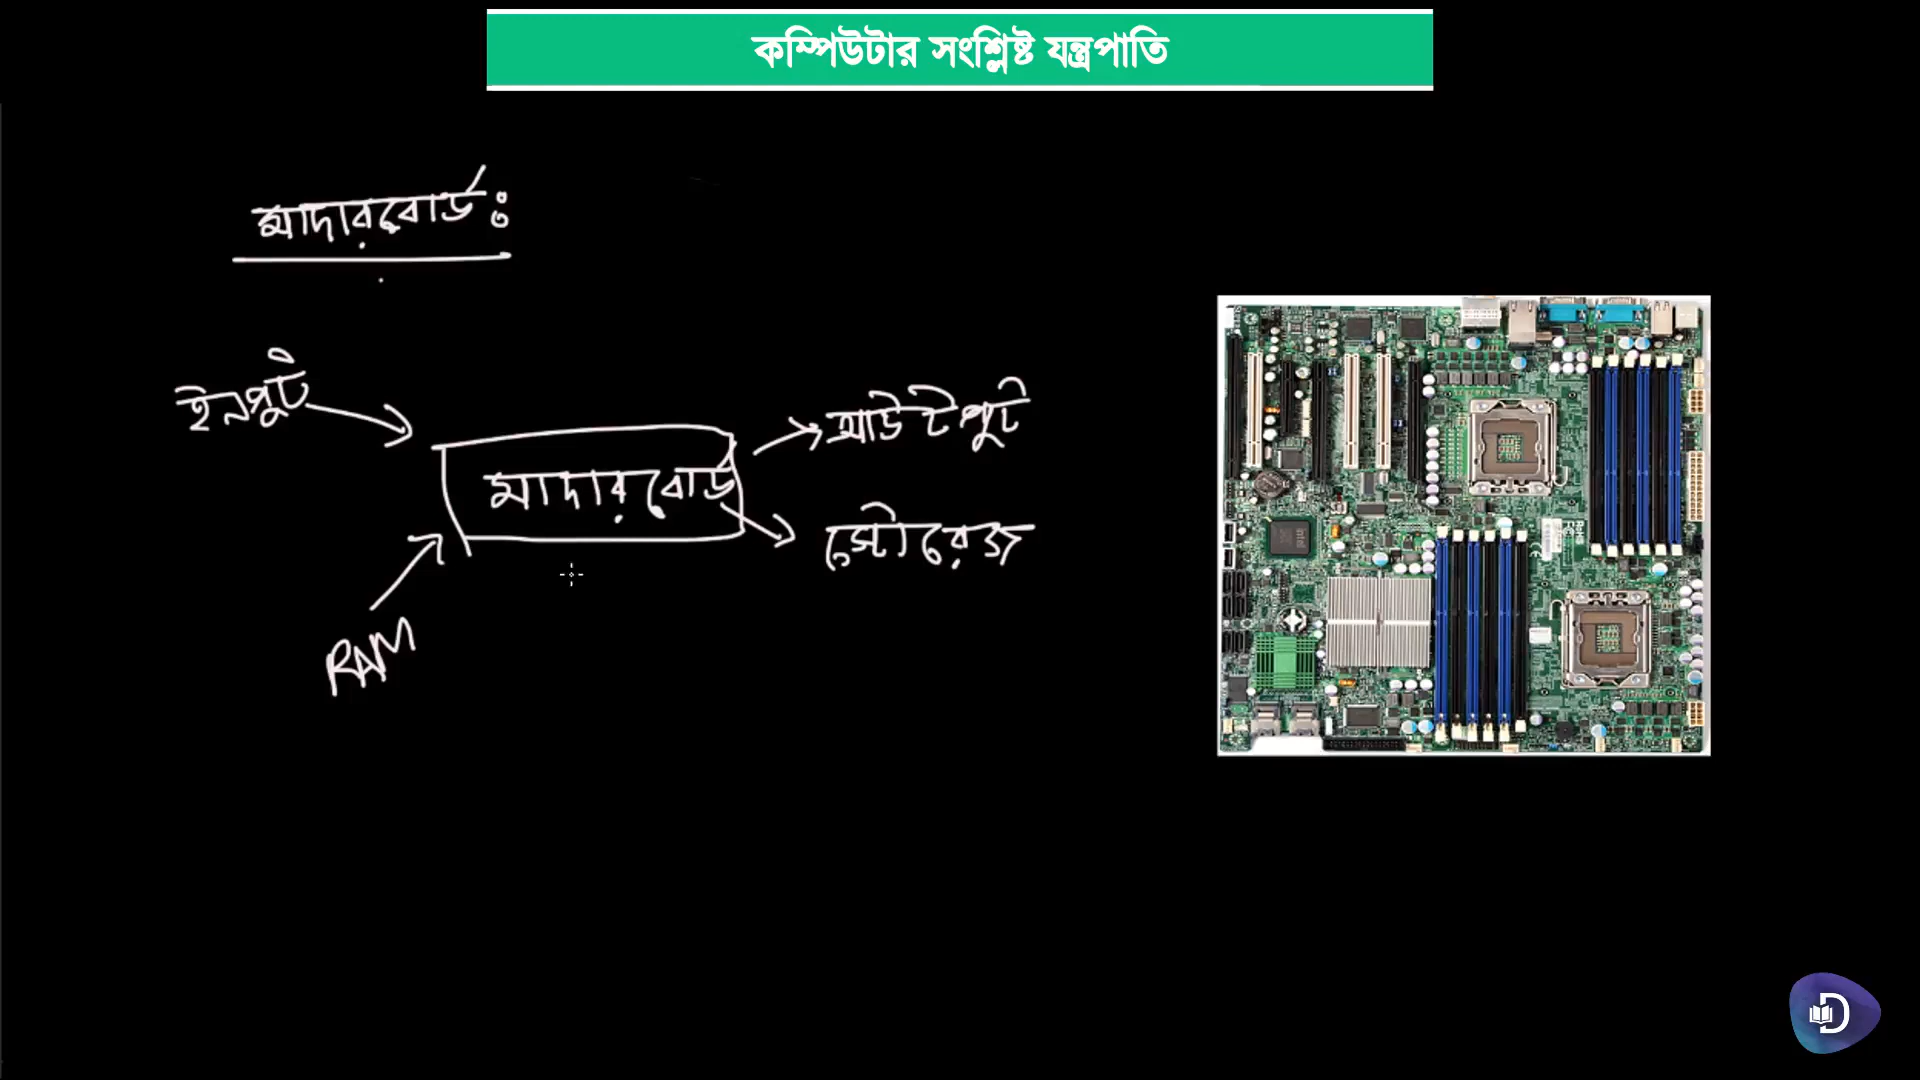 কম্পিউটার সংশ্লিষ্ট যন্ত্রপাতি
মাদারবোর্ড :
ইনপুট
আউটপুট
মাদারবোর্ড
স্টোরেজ
RAM